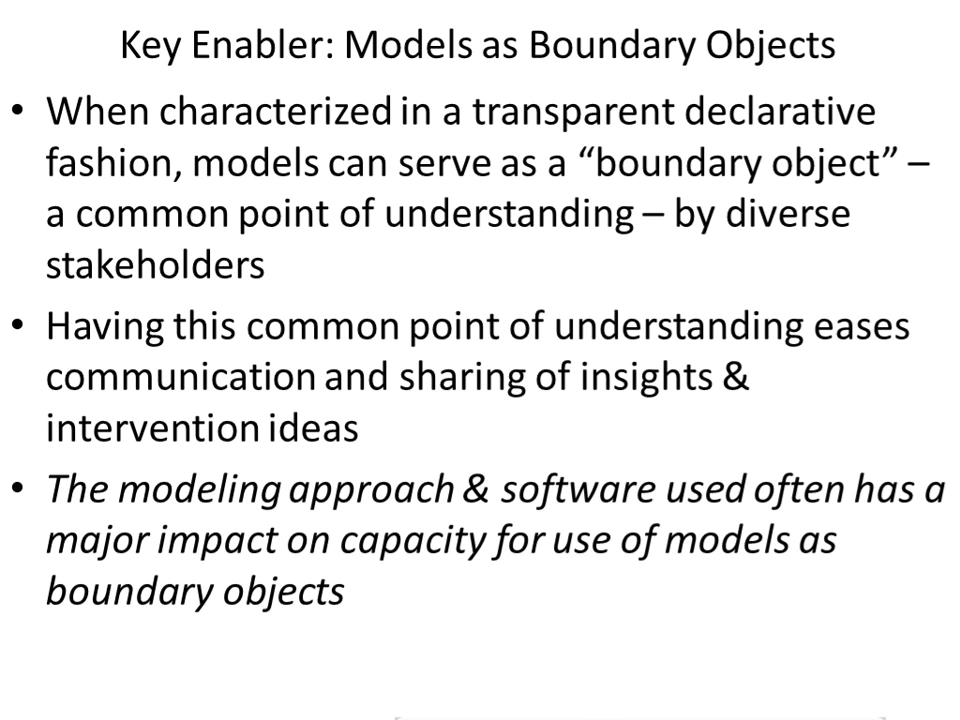 Key Enabler: Models as Boundary Objects
• When characterized in a transparent declarative
fashion, models can serve as a “boundary object” –
a common point of understanding – by diverse
stakeholders
• Having this common point of understanding eases
communication and sharing of insights &
intervention ideas
• The modeling approach & software used often has a
major impact on capacity for use of models as
boundary objects